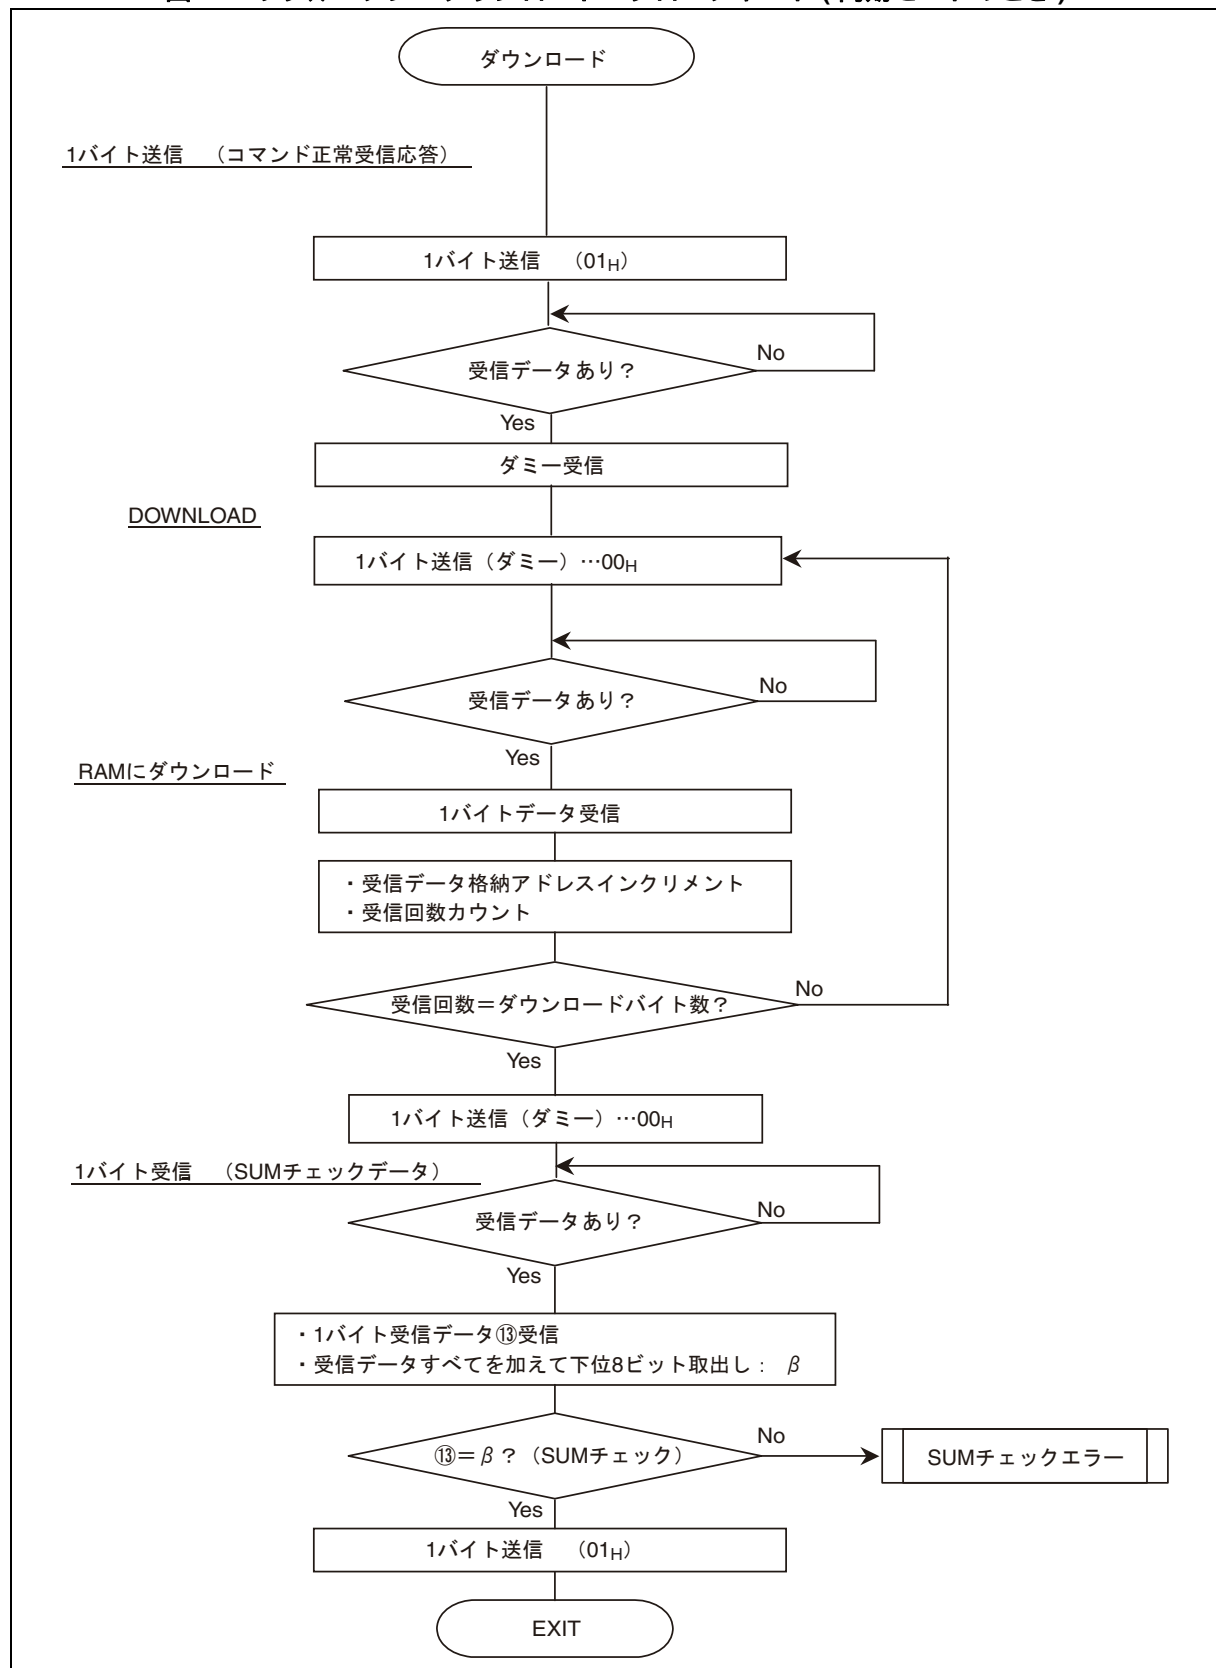 ダウンロード
1バイト送信 （コマンド正常受信応答）
1バイト送信 （01H）
No
受信データあり？
Yes
ダミー受信
DOWNLOAD
1バイト送信（ダミー）…00H
No
受信データあり？
Yes
RAMにダウンロード
1バイトデータ受信
・受信データ格納アドレスインクリメント
・受信回数カウント
No
受信回数＝ダウンロードバイト数？
Yes
1バイト送信（ダミー）…00H
1バイト受信 （SUMチェックデータ）
No
受信データあり？
Yes
・1バイト受信データ⑬受信
・受信データすべてを加えて下位8ビット取出し： β
No
⑬＝β？（SUMチェック）
SUMチェックエラー
Yes
1バイト送信 （01H）
EXIT